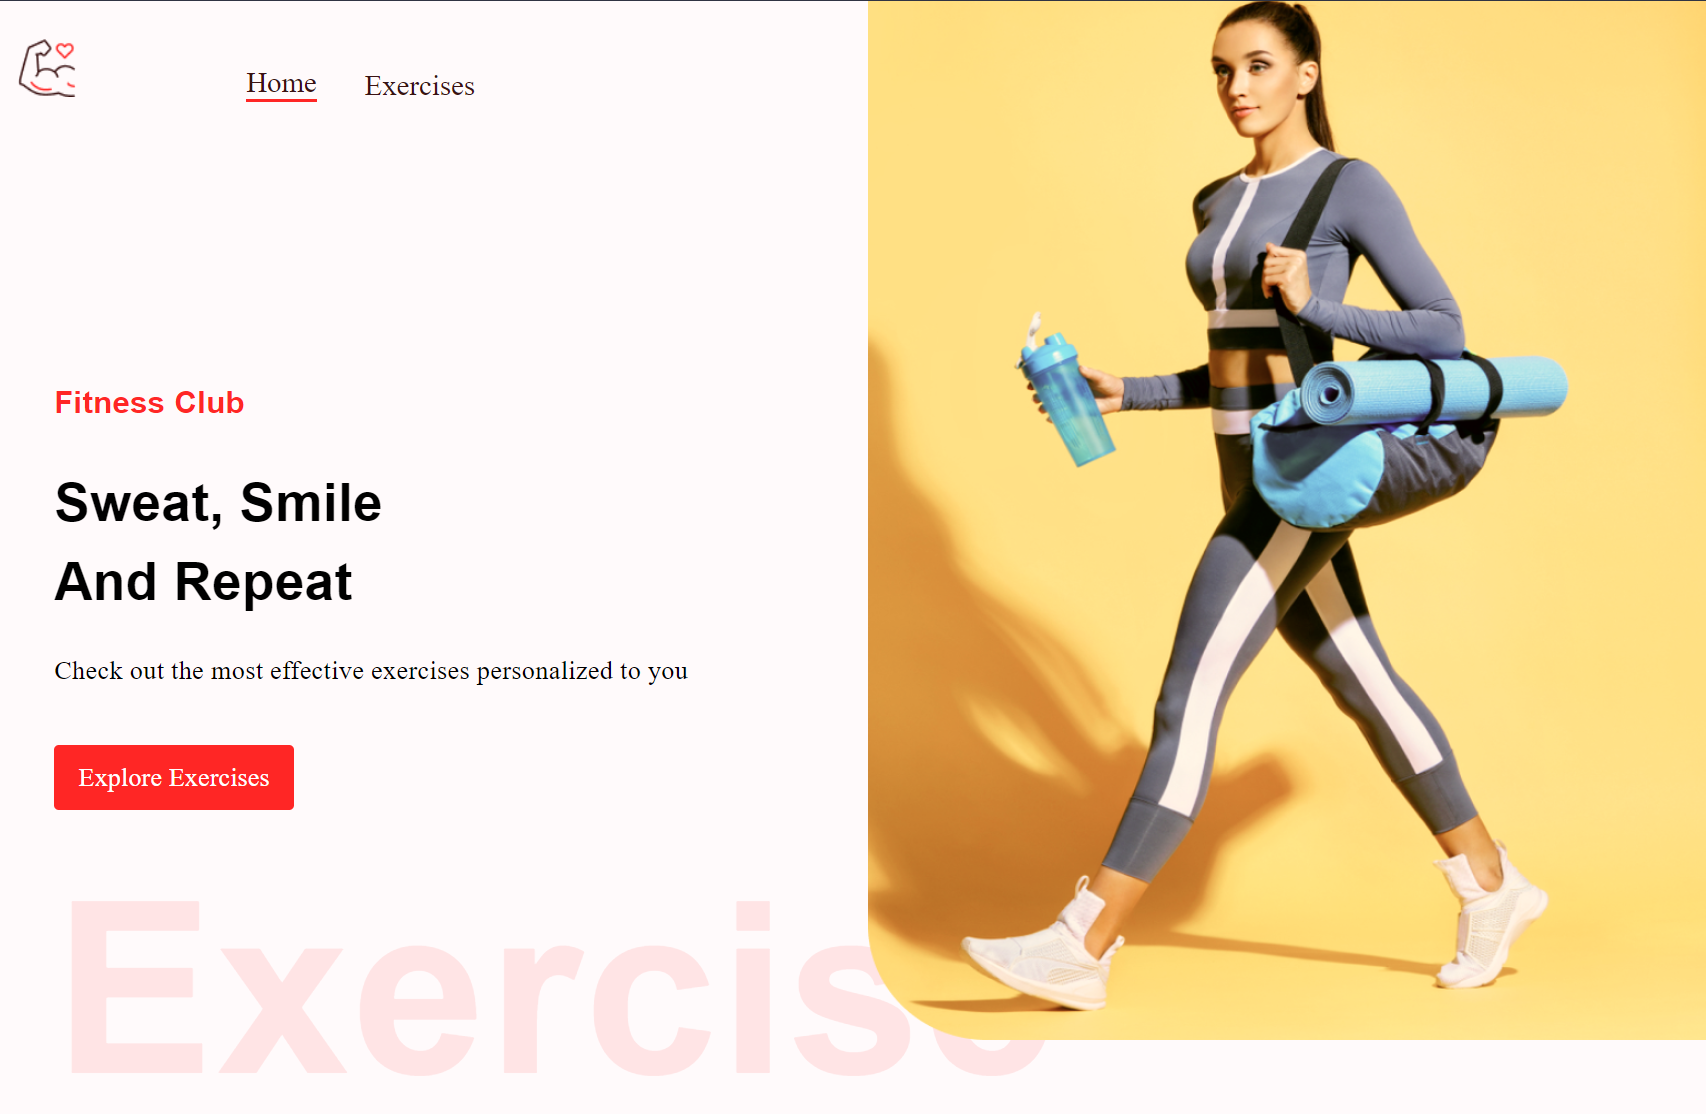 Home Exercises
Fitness Club
Sweat, Smile
And Repeat
Check out the most effective exercises personalized to you
Explore Exercises
Exercise